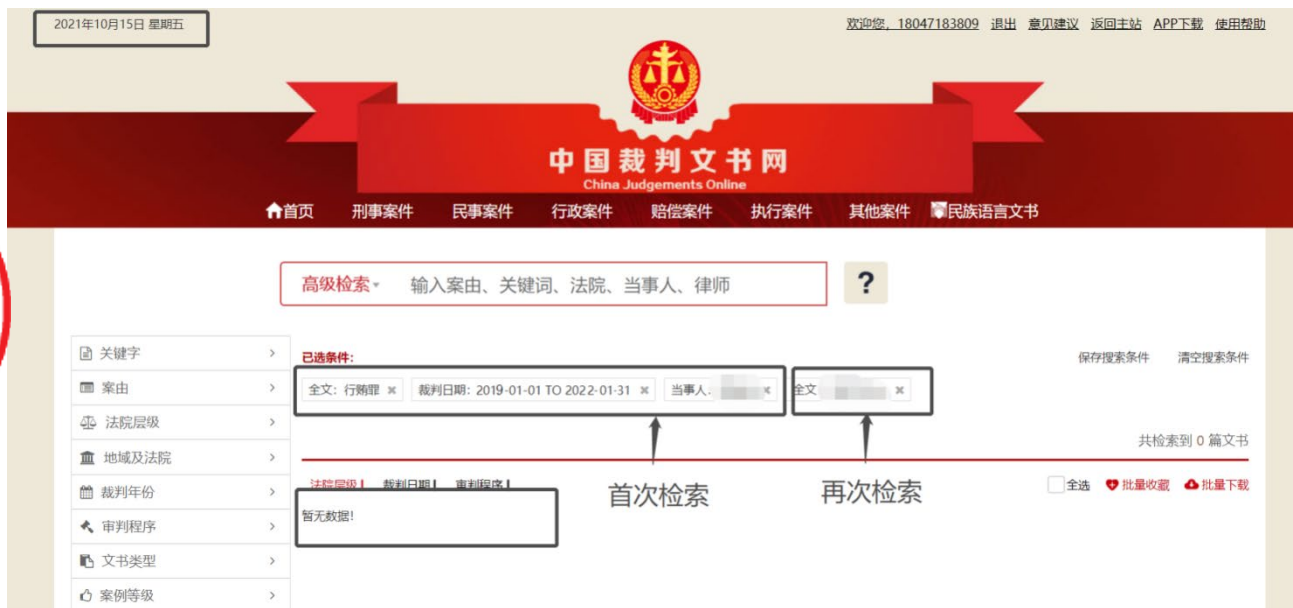 2021年10月15日 星期五
欢迎您，18047183809 退出 意见建议 返回主站 APP下载 使用帮助
中国裁判文书网
China Judgements Online
首页 刑事案件 民事案件 行政案件 赔偿案件 执行案件 其他案件 民族语言文书
高级检索 输入案由、关键词、法院、当事人、律师 ?
关键字
案由
法院层级
地域及法院
裁判年份
审判程序
文书类型
案例等级
已选条件:
保存搜索条件 清空搜索条件
全文: 行贿罪 × 裁判日期: 2019-01-01 TO 2022-01-31 × 当事人 × 全文 ×
共检索到 0 篇文书
首次检索
再次检索
法院层级 裁判日期 审判程序
全选 批量收藏 批量下载
暂无数据!